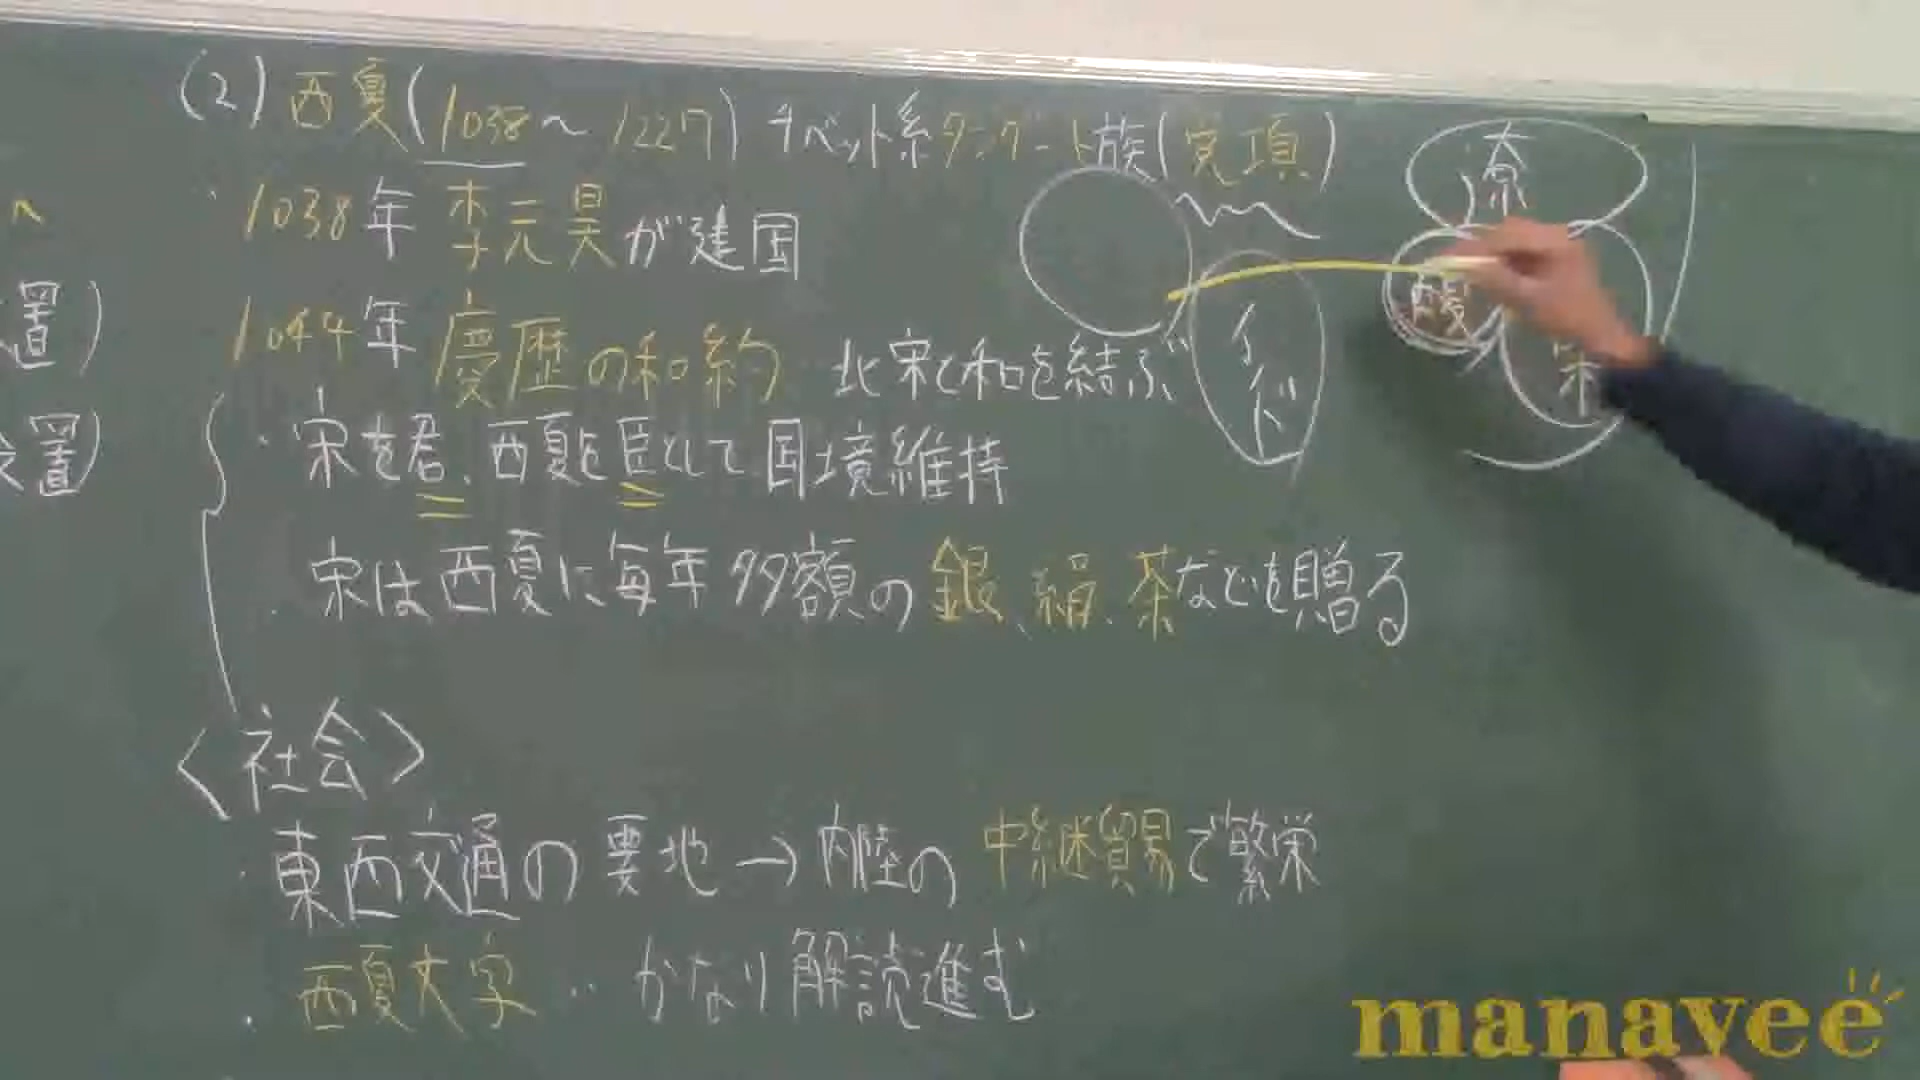 (2) 西夏(1038〜1227) チベット系タングート族(党項)
・1038年 李元昊が建国
1044年 慶歴の和約 北宋と和を結ぶ
・宋を君、西夏を臣として国境維持
・宋は西夏に毎年多額の銀、絹、茶などを贈る
〈社会〉
・東西交通の要地→内陸の中継貿易で繁栄
・西夏文字‥かなり解読進む
置)
置)
遼
西夏
宋
インド
manavee